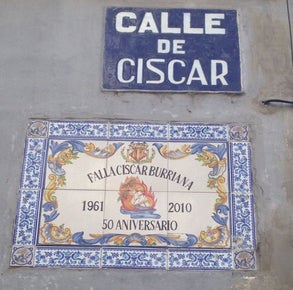 CALLE
DE
CISCAR
FALLA CISCAR BURRIANA
1961 2010
50 ANIVERSARIO